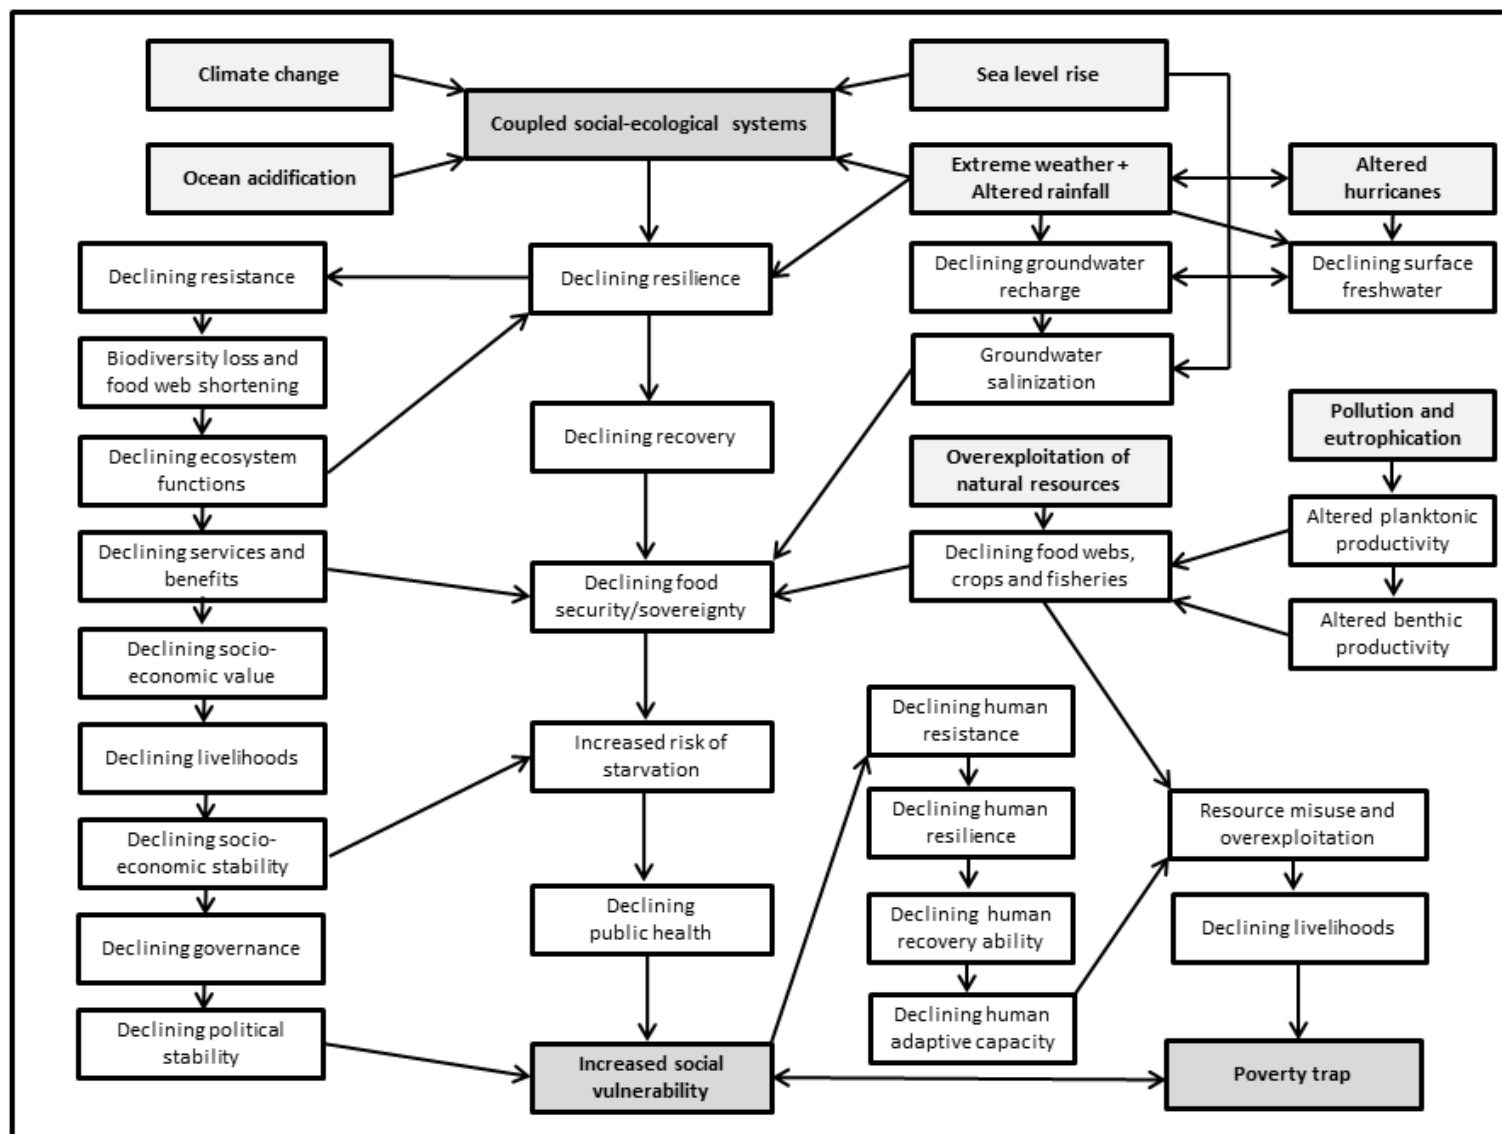 Climate change
Sea level rise
Coupled social-ecological systems
Ocean acidification
Extreme weather +
Altered rainfall
Altered
hurricanes
Declining resistance
Declining resilience
Declining groundwater
recharge
Declining surface
freshwater
Biodiversity loss and
food web shortening
Groundwater
salinization
Declining recovery
Pollution and
eutrophication
Declining ecosystem
functions
Overexploitation of
natural resources
Altered planktonic
productivity
Declining services and
benefits
Declining food
security/sovereignty
Declining food webs,
crops and fisheries
Altered benthic
productivity
Declining socio-
economic value
Declining human
resistance
Declining livelihoods
Increased risk of
starvation
Declining human
resilience
Resource misuse and
overexploitation
Declining socio-
economic stability
Declining
public health
Declining human
recovery ability
Declining livelihoods
Declining governance
Declining human
adaptive capacity
Declining political
stability
Increased social
vulnerability
Poverty trap